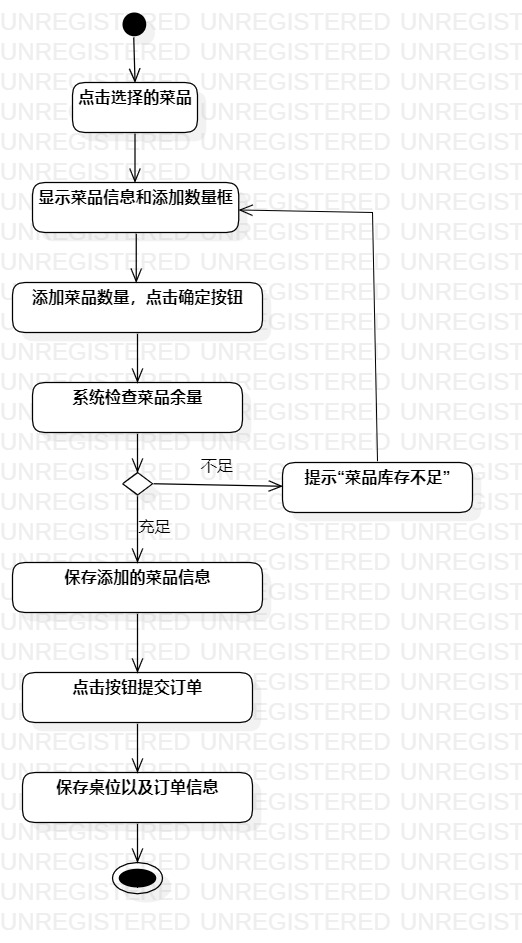 点击选择的菜品
显示菜品信息和添加数量框
添加菜品数量，点击确定按钮
系统检查菜品余量
不足
提示“菜品库存不足”
充足
保存添加的菜品信息
点击按钮提交订单
保存桌位以及订单信息
UNREGISTERED UNREGISTERED UNREGIST